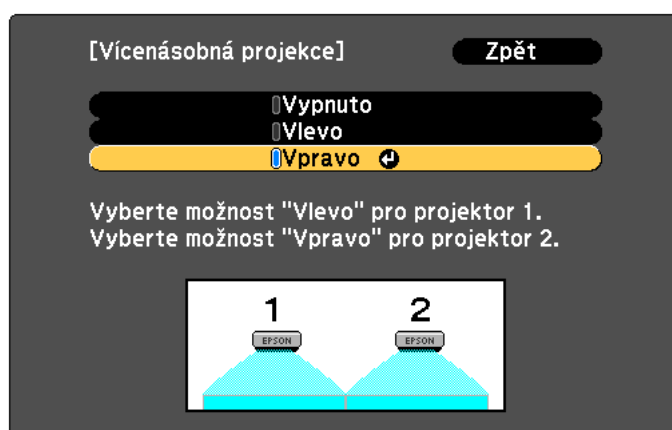 [Vícenásobná projekce] Zpět
Vypnuto
Vlevo
Vpravo
Vyberte možnost "Vlevo" pro projektor 1.
Vyberte možnost "Vpravo" pro projektor 2.
1 2
EPSON EPSON